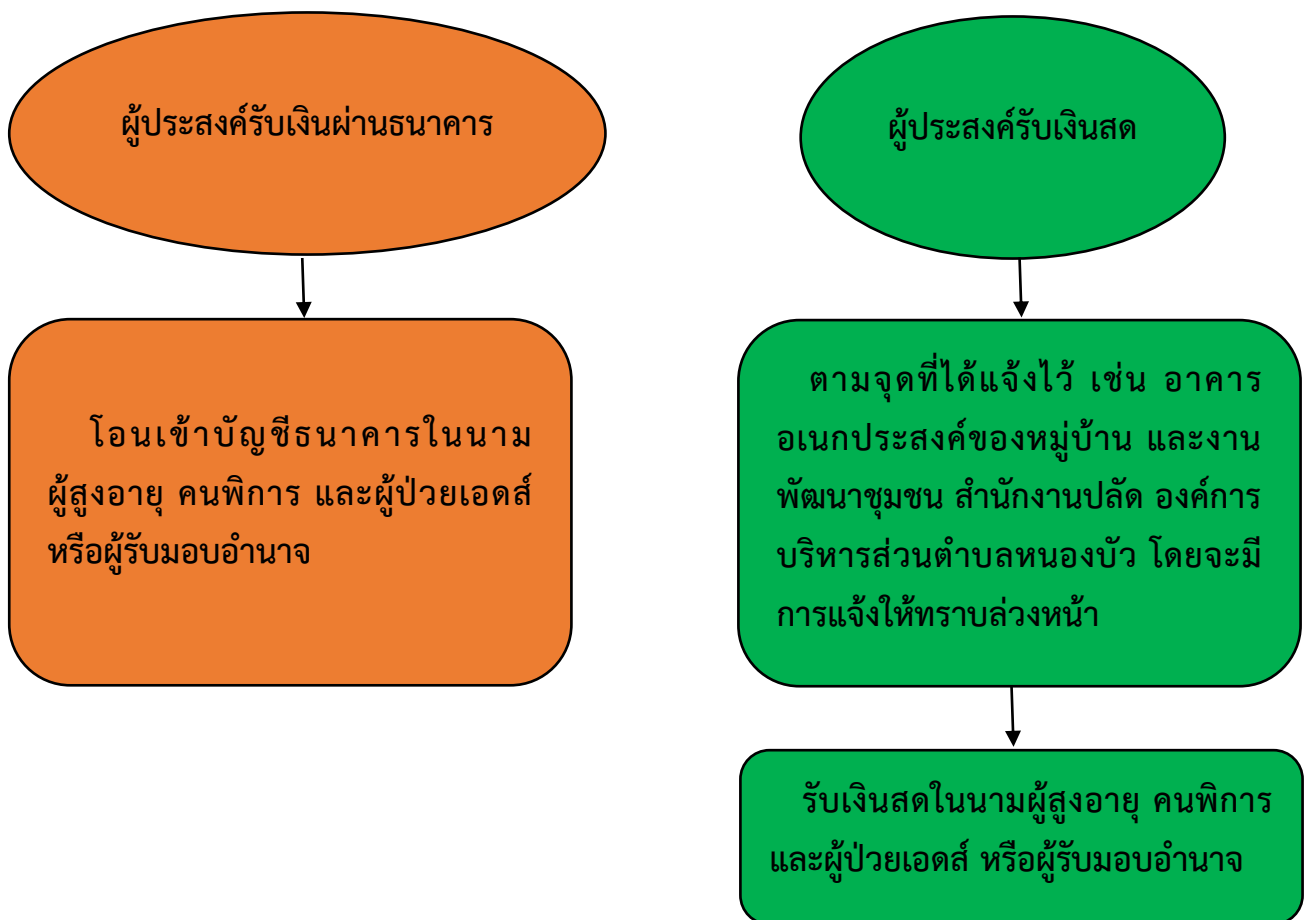 ผู้ประสงค์รับเงินผ่านธนาคาร
โอนเข้าบัญชีธนาคารในนาม
ผู้สูงอายุ คนพิการ และผู้ป่วยเอดส์
หรือผู้รับมอบอำนาจ
ผู้ประสงค์รับเงินสด
ตามจุดที่ได้แจ้งไว้ เช่น อาคาร
อเนกประสงค์ของหมู่บ้าน และงาน
พัฒนาชุมชน สำนักงานปลัด องค์การ
บริหารส่วนตำบลหนองบัว โดยจะมี
การแจ้งให้ทราบล่วงหน้า
รับเงินสดในนามผู้สูงอายุ คนพิการ
และผู้ป่วยเอดส์ หรือผู้รับมอบอำนาจ